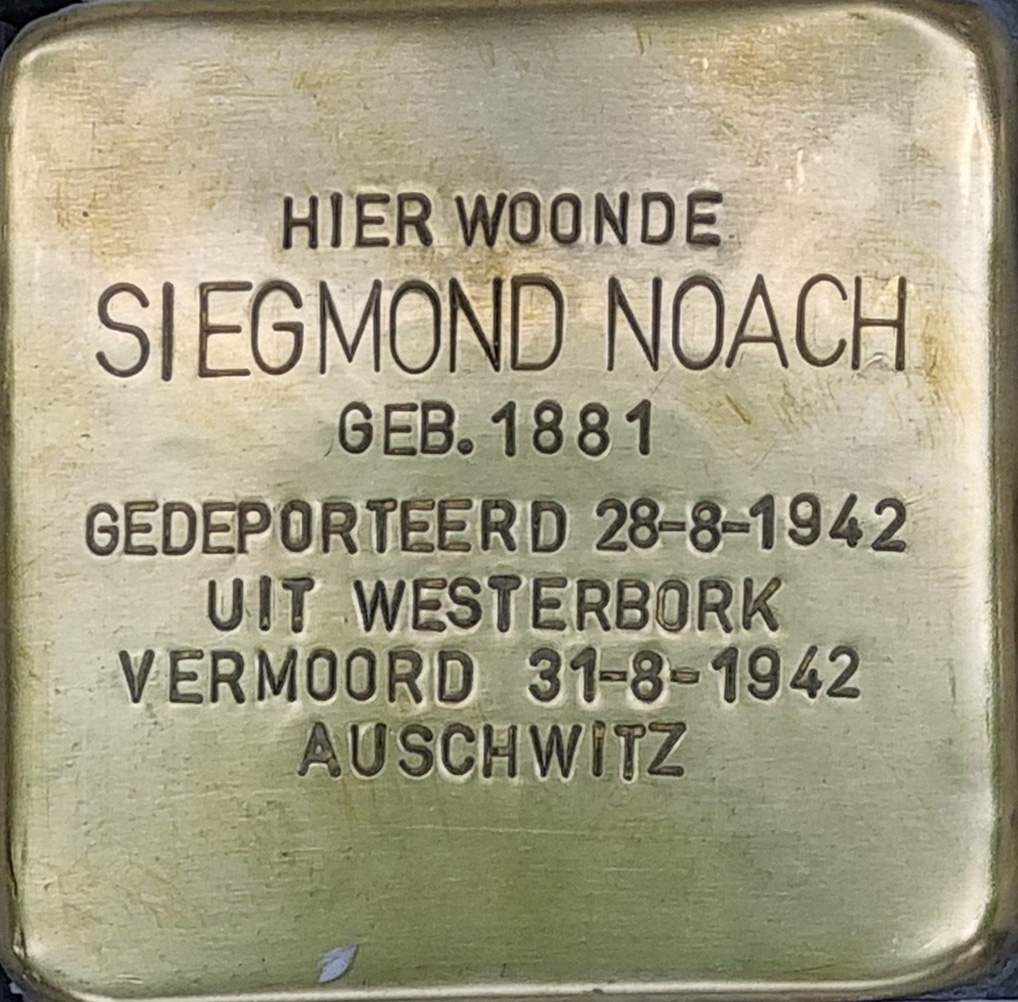 HIER WOONDE
SIEGMOND NOACH
GEB. 1881
GEDEPORTEERD 28-8-1942
UIT WESTERBORK
VERMOORD 31-8-1942
AUSCHWITZ